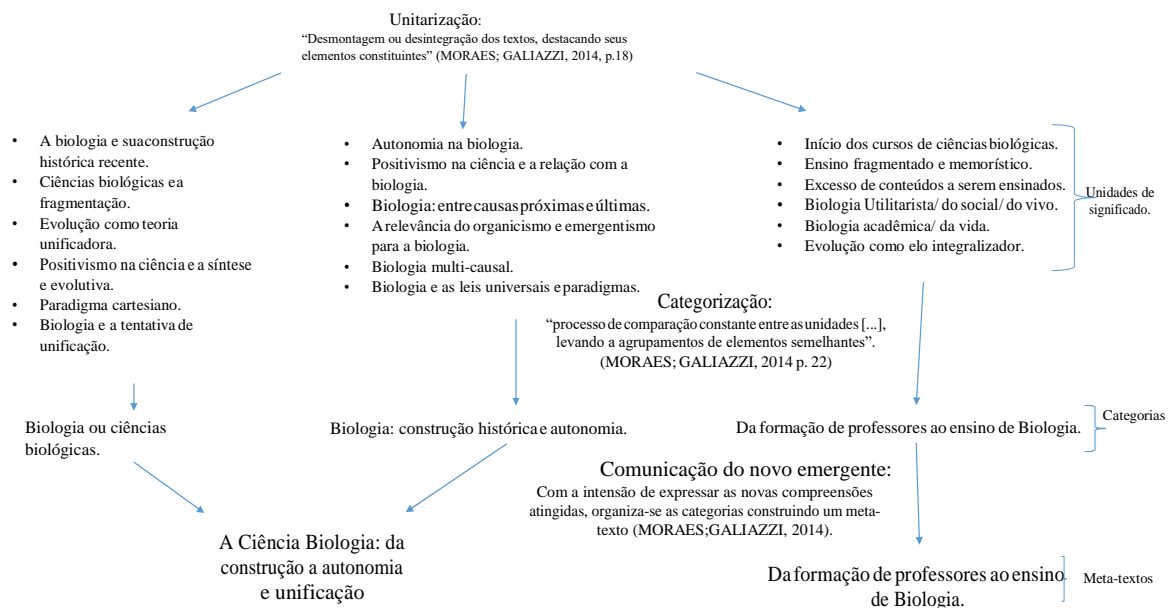 Unitarização:
“Desmontagem ou desintegração dos textos, destacando seus
elementos constituintes” (MORAES; GALIAZZI, 2014, p.18)
• A biologia e sua construção
histórica recente.
• Ciências biológicas e a
fragmentação.
• Evolução como teoria
unificadora.
• Positivismo na ciência e a síntese
e evolutiva.
• Paradigma cartesiano.
• Biologia e a tentativa de
unificação.
• Autonomia na biologia.
• Positivismo na ciência e a relação com a
biologia.
• Biologia: entre causas próximas e últimas.
• A relevância do organicismo e emergentismo
para a biologia.
• Biologia multi-causal.
• Biologia e as leis universais e paradigmas.
• Início dos cursos de ciências biológicas.
• Ensino fragmentado e memorístico.
• Excesso de conteúdos a serem ensinados.
• Biologia Utilitarista/ do social/ do vivo.
• Biologia acadêmica/ da vida.
• Evolução como elo integralizador.
Unidades de
significado.
Categorização:
“processo de comparação constante entre as unidades [...],
levando a agrupamentos de elementos semelhantes”.
(MORAES; GALIAZZI, 2014 p. 22)
Biologia ou ciências
biológicas.
Biologia: construção histórica e autonomia.
Da formação de professores ao ensino de Biologia.
Categorias
Comunicação do novo emergente:
Com a intensão de expressar as novas compreensões
atingidas, organiza-se as categorias construindo um meta-
texto (MORAES;GALIAZZI, 2014).
A Ciência Biologia: da
construção a autonomia
e unificação
Da formação de professores ao ensino
de Biologia.
Meta-textos